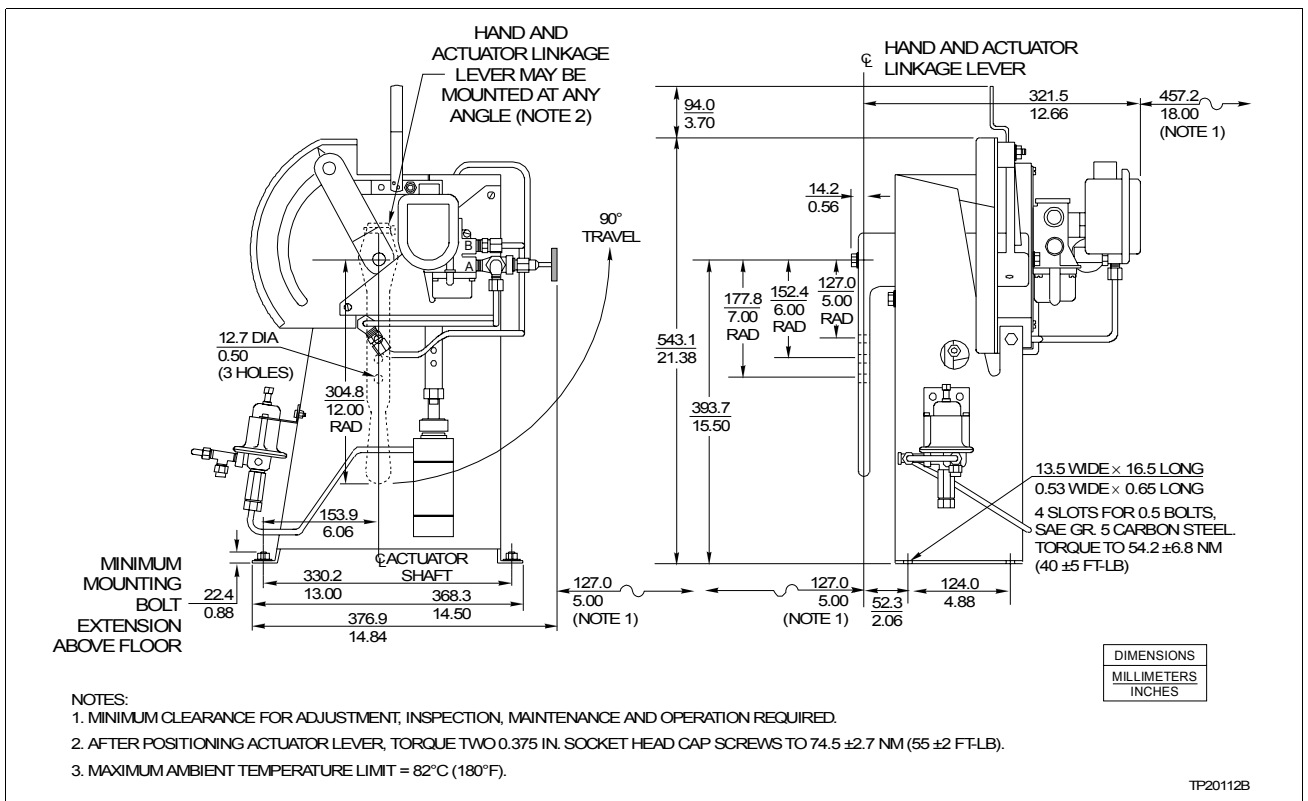 HAND AND
ACTUATOR LINKAGE
LEVER MAY BE
MOUNTED AT ANY
ANGLE (NOTE 2)
℄ HAND AND ACTUATOR
LINKAGE LEVER
94.0
3.70
321.5
12.66
457.2
18.00
(NOTE 1)
14.2
0.56
90°
TRAVEL
B
A
177.8
7.00
RAD
152.4
6.00
RAD
127.0
5.00
RAD
12.7 DIA
0.50
(3 HOLES)
543.1
21.38
304.8
12.00
RAD
393.7
15.50
13.5 WIDE × 16.5 LONG
0.53 WIDE × 0.65 LONG
4 SLOTS FOR 0.5 BOLTS,
SAE GR. 5 CARBON STEEL.
TORQUE TO 54.2 ±6.8 NM
(40 ±5 FT-LB)
153.9
6.06
℄ ACTUATOR
SHAFT
MINIMUM
MOUNTING
BOLT
EXTENSION
ABOVE FLOOR
22.4
0.88
330.2
13.00
368.3
14.50
376.9
14.84
127.0
5.00
(NOTE 1)
127.0
5.00
(NOTE 1)
52.3
2.06
124.0
4.88
DIMENSIONS
MILLIMETERS
INCHES
NOTES:
1. MINIMUM CLEARANCE FOR ADJUSTMENT, INSPECTION, MAINTENANCE AND OPERATION REQUIRED.
2. AFTER POSITIONING ACTUATOR LEVER, TORQUE TWO 0.375 IN. SOCKET HEAD CAP SCREWS TO 74.5 ±2.7 NM (55 ±2 FT-LB).
3. MAXIMUM AMBIENT TEMPERATURE LIMIT = 82°C (180°F).
TP20112B